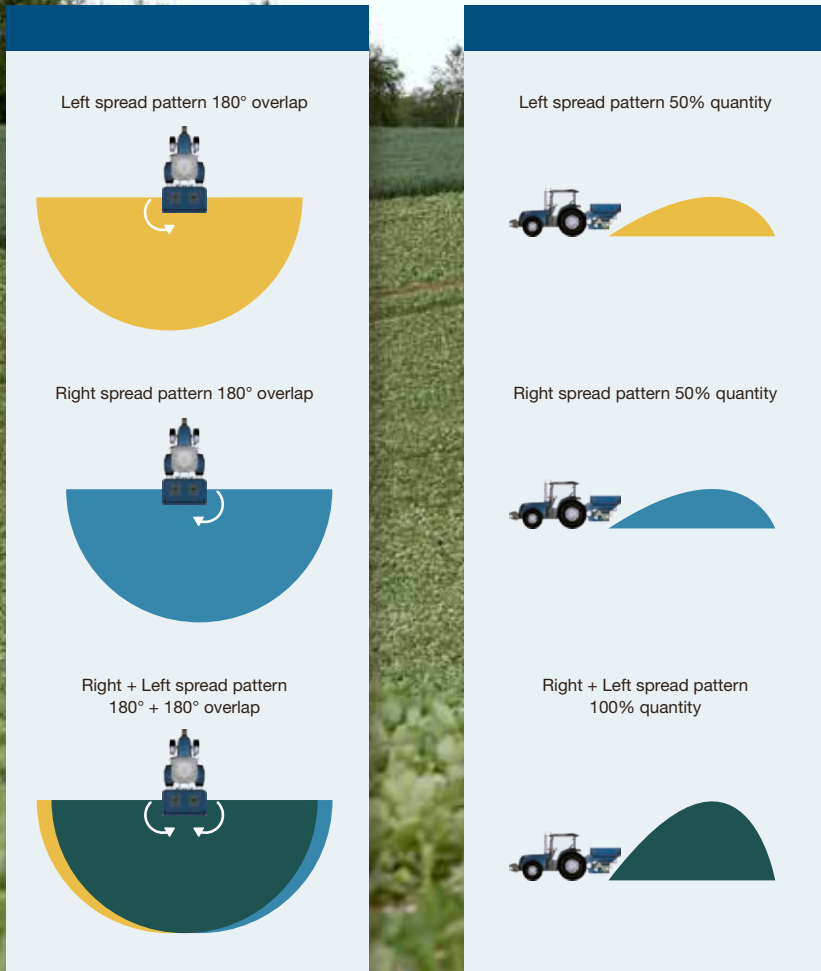 Left spread pattern 180° overlap
Right spread pattern 180° overlap
Right + Left spread pattern
180° + 180° overlap
Left spread pattern 50% quantity
Right spread pattern 50% quantity
Right + Left spread pattern
100% quantity